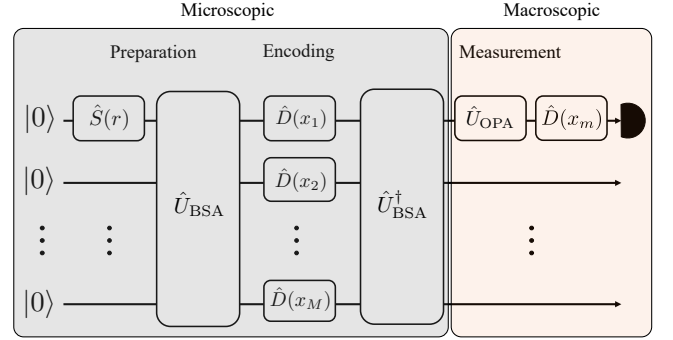 Microscopic Macroscopic
Preparation Encoding Measurement
|0⟩ Ŝ(r) D̂(x₁) Û_OPA D̂(x_m)
|0⟩ D̂(x₂)
Û_BSA Û†_BSA
⋮ ⋮ ⋮ ⋮
|0⟩ D̂(x_M)